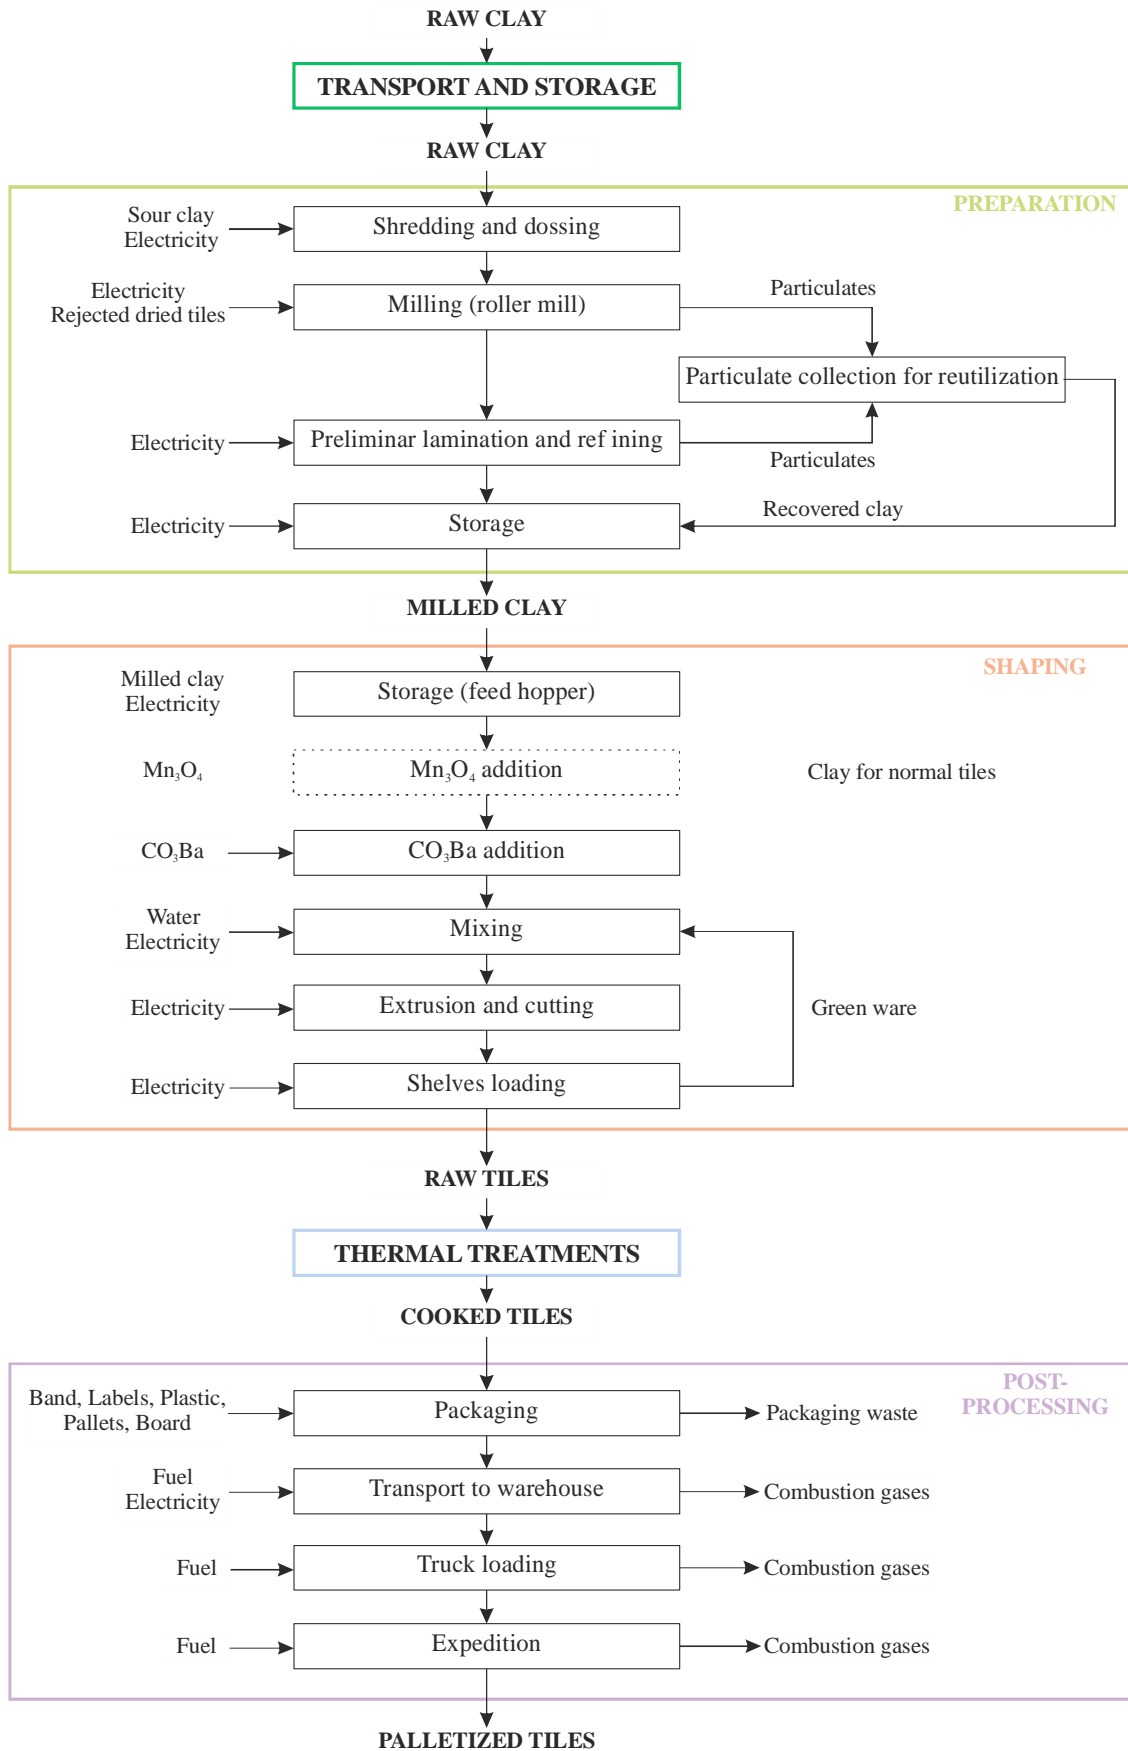 RAW CLAY
TRANSPORT AND STORAGE
RAW CLAY
PREPARATION
Sour clay
Electricity
Shredding and dossing
Electricity
Rejected dried tiles
Milling (roller mill)
Particulates
Particulate collection for reutilization
Electricity
Preliminar lamination and ref ining
Particulates
Electricity
Storage
Recovered clay
MILLED CLAY
SHAPING
Milled clay
Electricity
Storage (feed hopper)
Mn₃O₄
Mn₃O₄ addition
Clay for normal tiles
CO₃Ba
CO₃Ba addition
Water
Electricity
Mixing
Electricity
Extrusion and cutting
Green ware
Electricity
Shelves loading
RAW TILES
THERMAL TREATMENTS
COOKED TILES
POST-
PROCESSING
Band, Labels, Plastic,
Pallets, Board
Packaging
Packaging waste
Fuel
Electricity
Transport to warehouse
Combustion gases
Fuel
Truck loading
Combustion gases
Fuel
Expedition
Combustion gases
PALLETIZED TILES